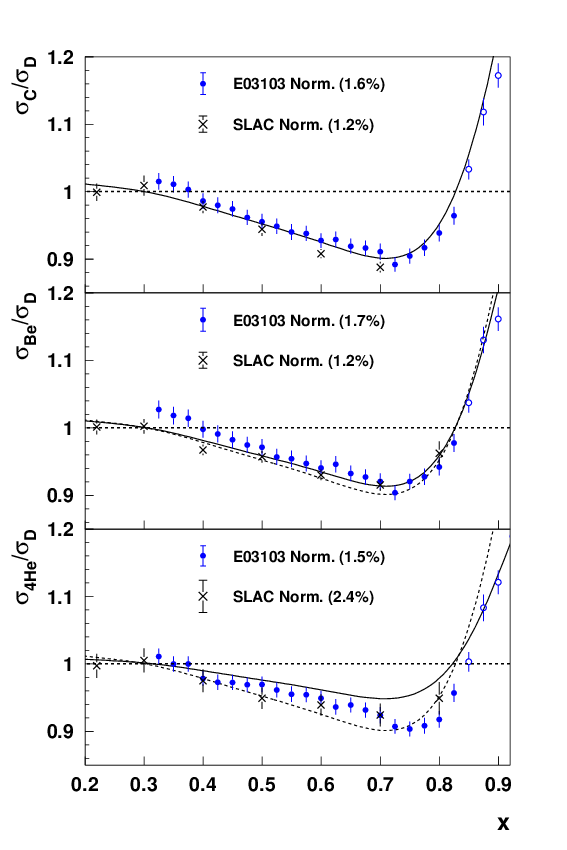 σC/σD
1.2
1.1
1
0.9
E03103 Norm. (1.6%)
SLAC Norm. (1.2%)
σBe/σD
1.2
1.1
1
0.9
E03103 Norm. (1.7%)
SLAC Norm. (1.2%)
σ4He/σD
1.2
1.1
1
0.9
E03103 Norm. (1.5%)
SLAC Norm. (2.4%)
0.2 0.3 0.4 0.5 0.6 0.7 0.8 0.9
x